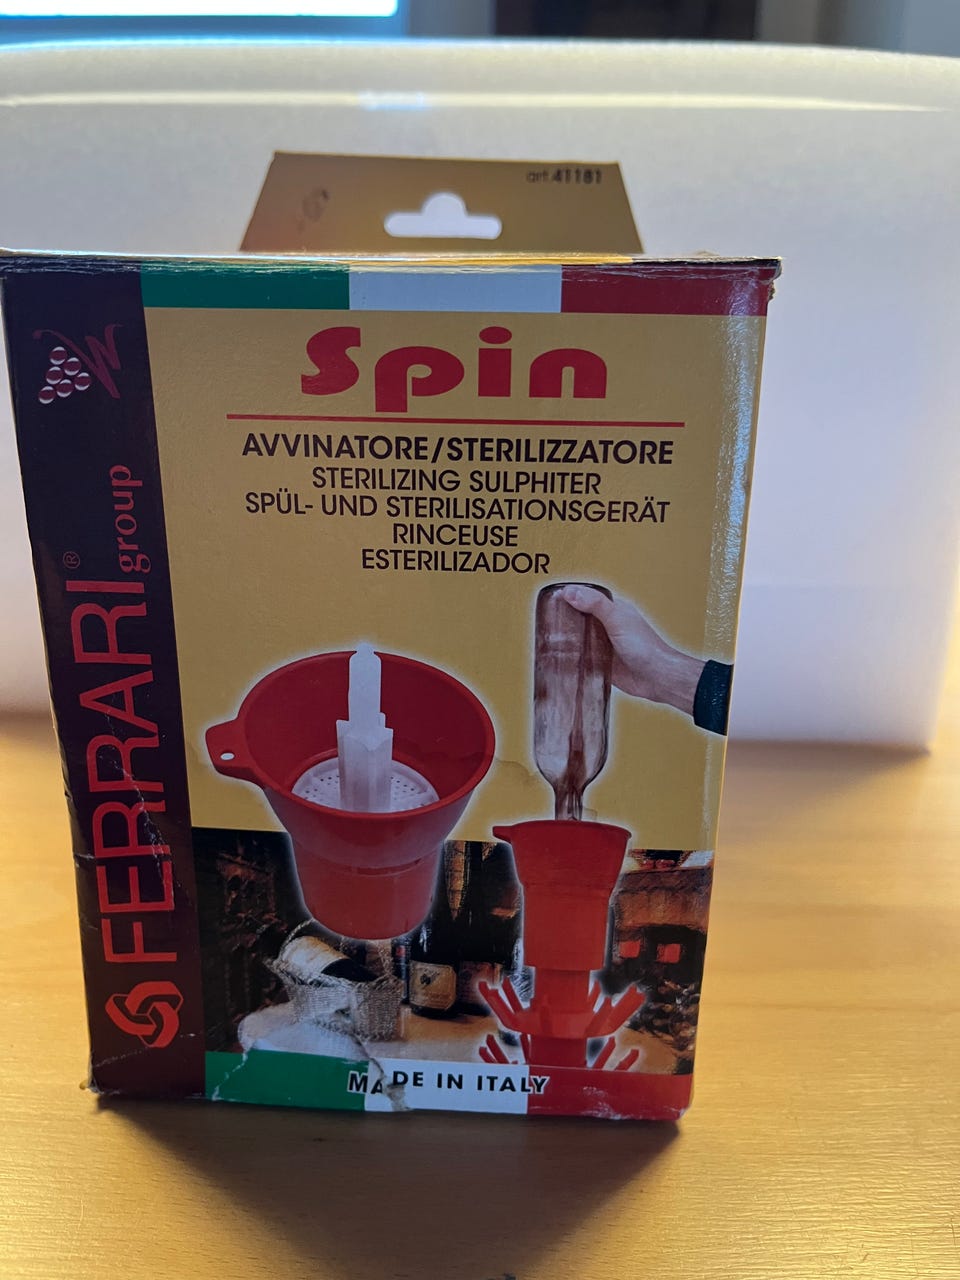 art.41181
Spin
AVVINATORE/STERILIZZATORE
STERILIZING SULPHITER
SPÜL- UND STERILISATIONSGERÄT
RINCEUSE
ESTERILIZADOR
FERRARI® group
MADE IN ITALY